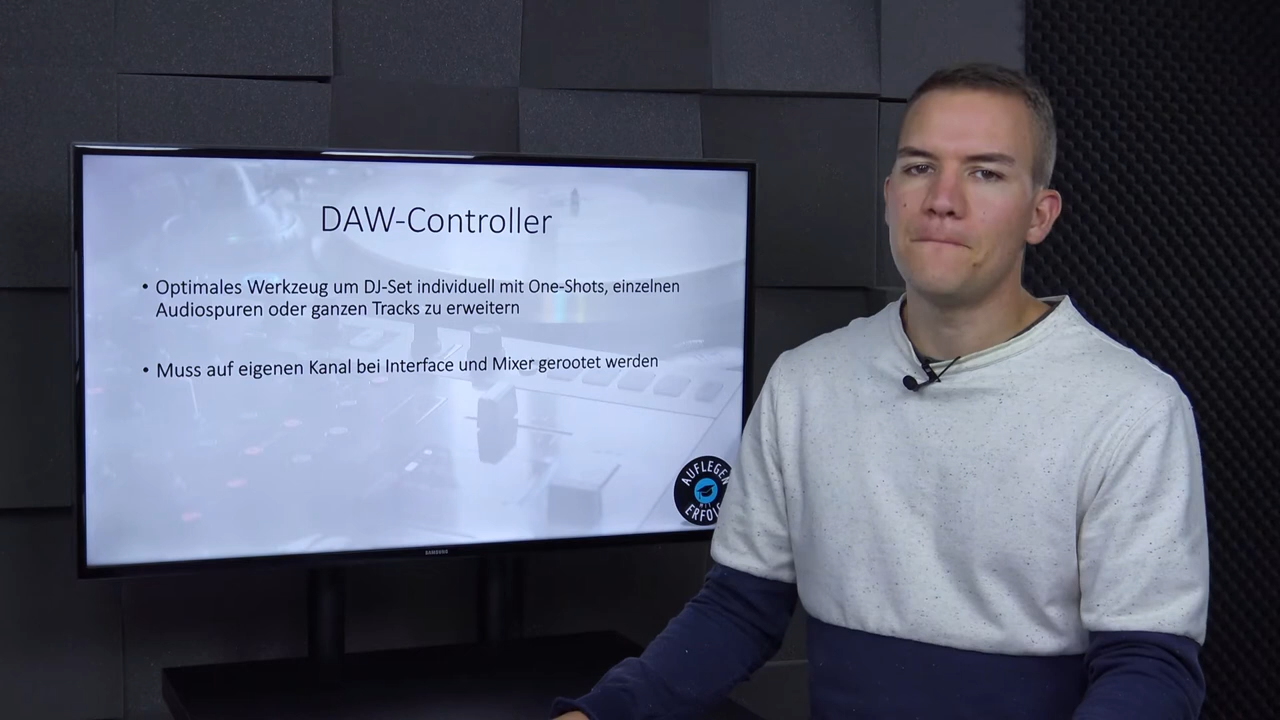 DAW-Controller
• Optimales Werkzeug um DJ-Set individuell mit One-Shots, einzelnen
Audiospuren oder ganzen Tracks zu erweitern
• Muss auf eigenen Kanal bei Interface und Mixer gerootet werden
AUFLEGEN
MIT
ERFOLG
SAMSUNG